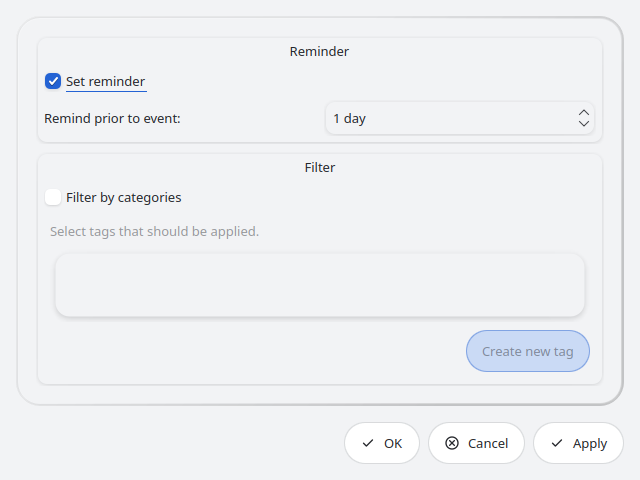 Reminder
Set reminder
Remind prior to event:
1 day
Filter
Filter by categories
Select tags that should be applied.
Create new tag
OK
Cancel
Apply